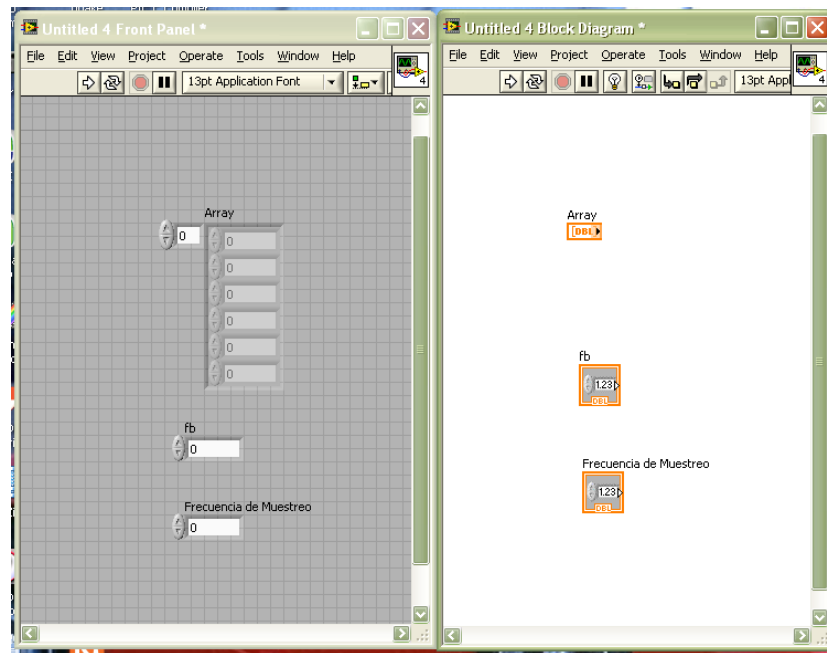 Untitled 4 Front Panel *
File Edit View Project Operate Tools Window Help
13pt Application Font
4
Array
0
0
0
0
0
0
0
fb
0
Frecuencia de Muestreo
0
Untitled 4 Block Diagram *
File Edit View Project Operate Tools Window Help
13pt Appl
4
Array
[DBL]
fb
1.23
DBL
Frecuencia de Muestreo
1.23
DBL